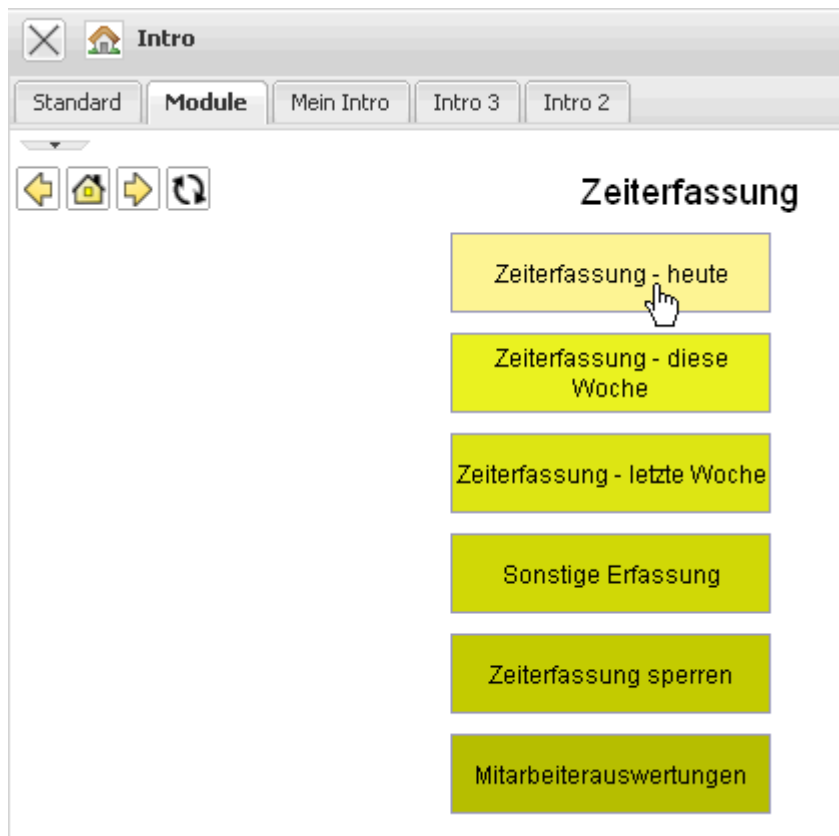 Intro
Standard Module Mein Intro Intro 3 Intro 2
Zeiterfassung
Zeiterfassung - heute
Zeiterfassung - diese
Woche
Zeiterfassung - letzte Woche
Sonstige Erfassung
Zeiterfassung sperren
Mitarbeiterauswertungen